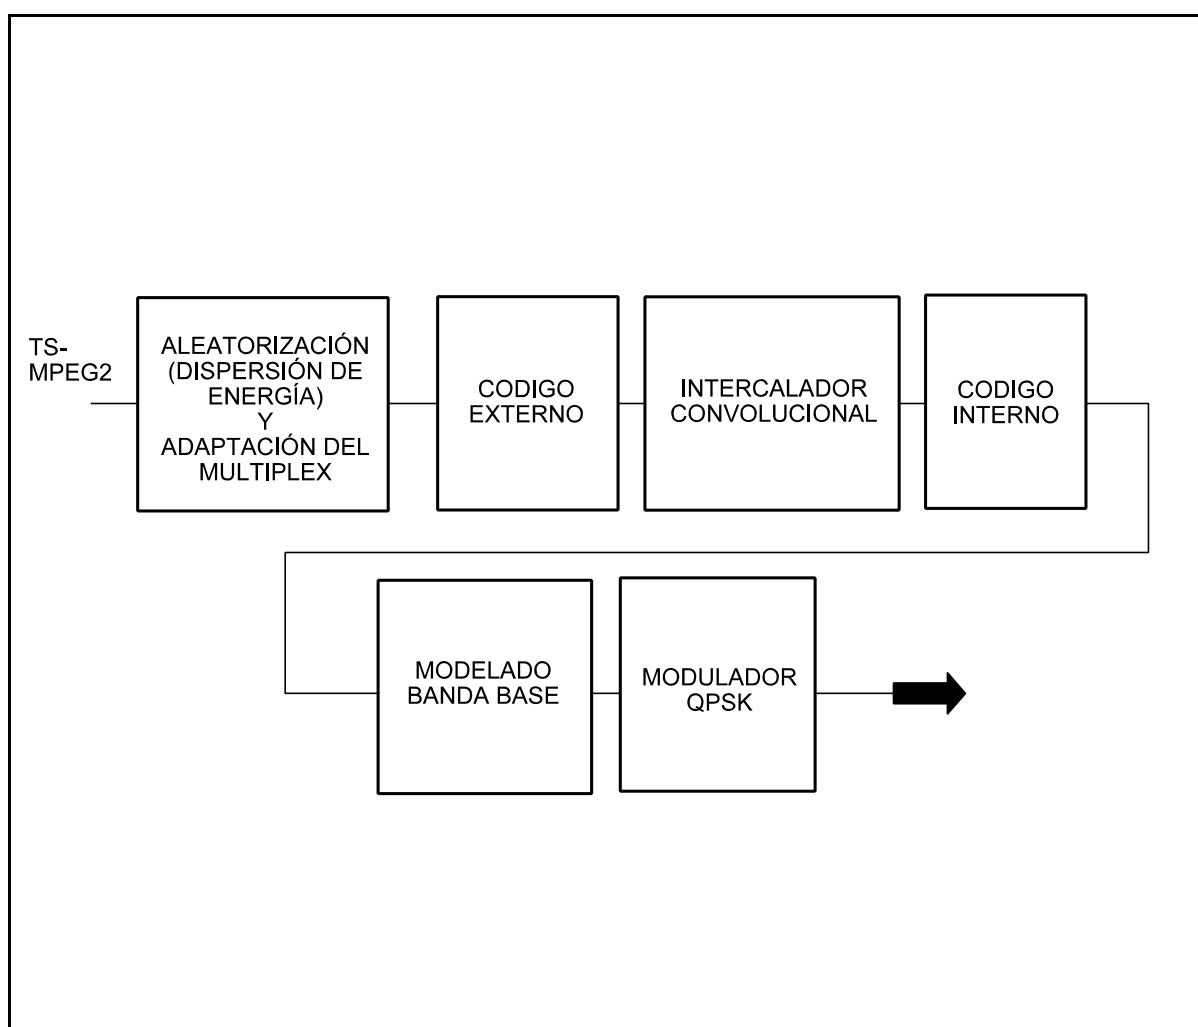 TS-
MPEG2
ALEATORIZACIÓN
(DISPERSIÓN DE
ENERGÍA)
Y
ADAPTACIÓN DEL
MULTIPLEX
CODIGO
EXTERNO
INTERCALADOR
CONVOLUCIONAL
CODIGO
INTERNO
MODELADO
BANDA BASE
MODULADOR
QPSK